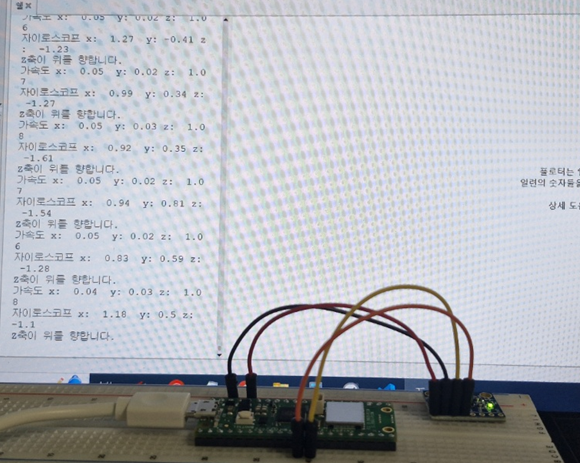 쉘 ×
가속도 x: 0.05 y: 0.02 z: 1.0
6
자이로스코프 x: 1.27 y: -0.41 z
: -1.23
z축이 위를 향합니다.
가속도 x: 0.05 y: 0.02 z: 1.0
7
자이로스코프 x: 0.99 y: 0.34 z:
-1.27
z축이 위를 향합니다.
가속도 x: 0.05 y: 0.03 z: 1.0
8
자이로스코프 x: 0.92 y: 0.35 z:
-1.61
z축이 위를 향합니다.
가속도 x: 0.05 y: 0.02 z: 1.0
7
자이로스코프 x: 0.94 y: 0.81 z:
-1.54
z축이 위를 향합니다.
가속도 x: 0.05 y: 0.02 z: 1.0
6
자이로스코프 x: 0.83 y: 0.59 z:
-1.28
z축이 위를 향합니다.
가속도 x: 0.04 y: 0.03 z: 1.0
8
자이로스코프 x: 1.18 y: 0.5 z:
-1.1
z축이 위를 향합니다.
플로터는
일련의 숫자들을
상세 도